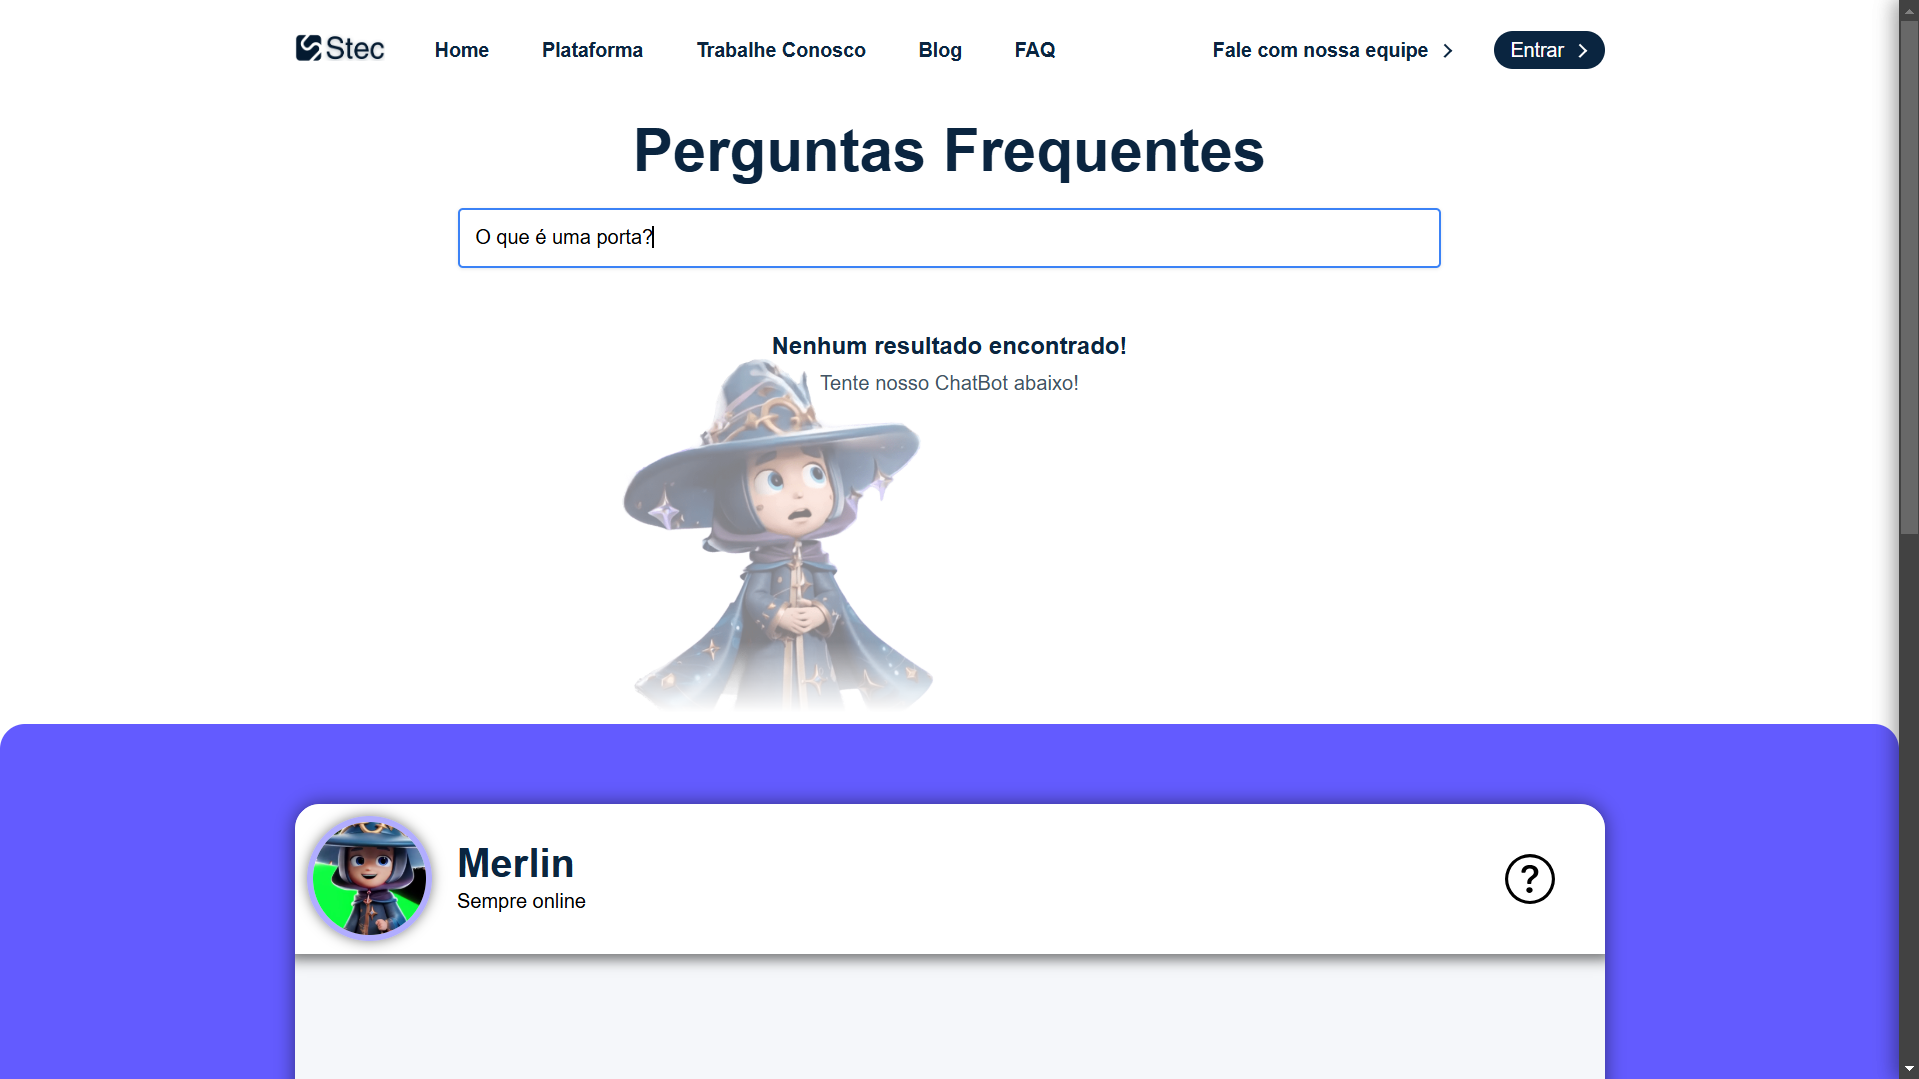 Stec
Home
Plataforma
Trabalhe Conosco
Blog
FAQ
Fale com nossa equipe
Entrar
Perguntas Frequentes
O que é uma porta?
Nenhum resultado encontrado!
Tente nosso ChatBot abaixo!
Merlin
Sempre online
?